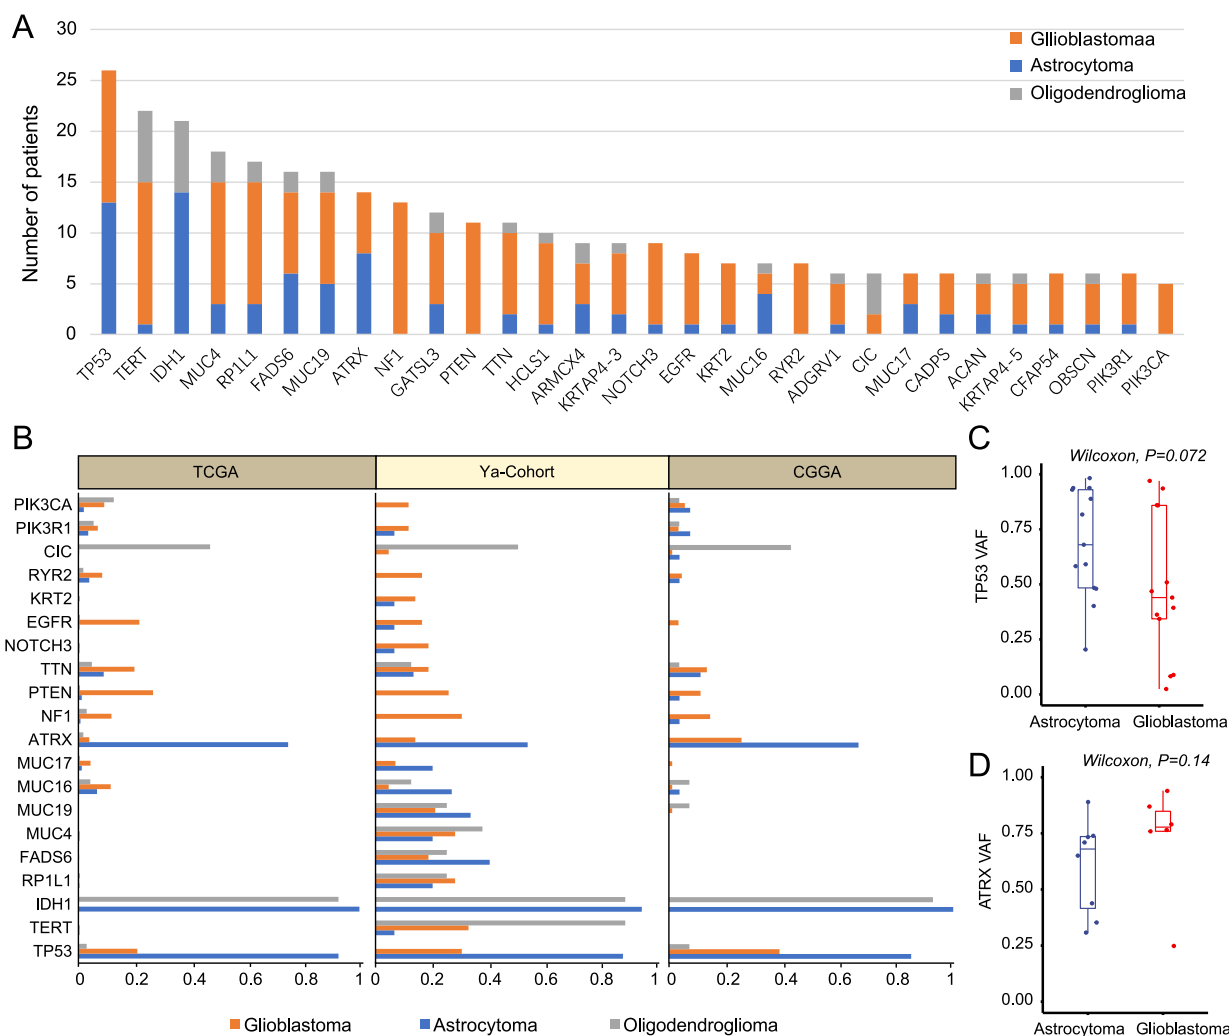 A
Number of patients
30
25
20
15
10
5
0
Gllioblastomaa
Astrocytoma
Oligodendroglioma
TP53
TERT
IDH1
MUC4
RP1L1
FADS6
MUC19
ATRX
NF1
GATSL3
PTEN
TTN
HCLS1
ARMCX4
KRTAP4-3
NOTCH3
EGFR
KRT2
MUC16
RYR2
ADGRV1
CIC
MUC17
CADPS
ACAN
KRTAP4-5
CFAP54
OBSCN
PIK3R1
PIK3CA
B
TCGA Ya-Cohort CGGA
PIK3CA
PIK3R1
CIC
RYR2
KRT2
EGFR
NOTCH3
TTN
PTEN
NF1
ATRX
MUC17
MUC16
MUC19
MUC4
FADS6
RP1L1
IDH1
TERT
TP53
0 0.2 0.4 0.6 0.8 1 0 0.2 0.4 0.6 0.8 1 0 0.2 0.4 0.6 0.8 1
Glioblastoma Astrocytoma Oligodendroglioma
C
Wilcoxon, P=0.072
TP53 VAF
1.00
0.75
0.50
0.25
0.00
Astrocytoma Glioblastoma
D
Wilcoxon, P=0.14
ATRX VAF
1.00
0.75
0.50
0.25
0.00
Astrocytoma Glioblastoma